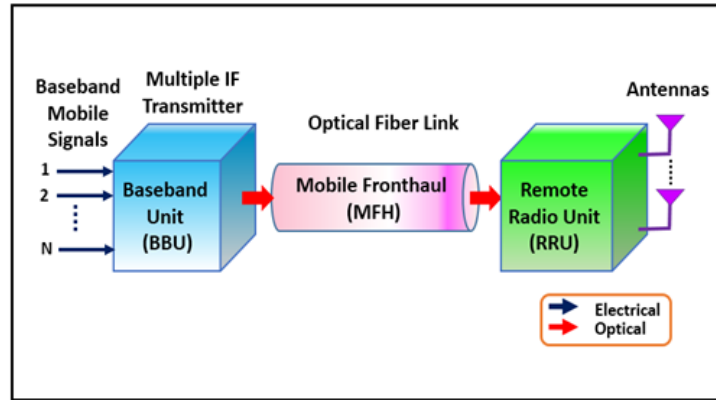 Baseband
Mobile
Signals
Multiple IF
Transmitter
Optical Fiber Link
Antennas
1
2
N
Baseband
Unit
(BBU)
Mobile Fronthaul
(MFH)
Remote
Radio Unit
(RRU)
Electrical
Optical